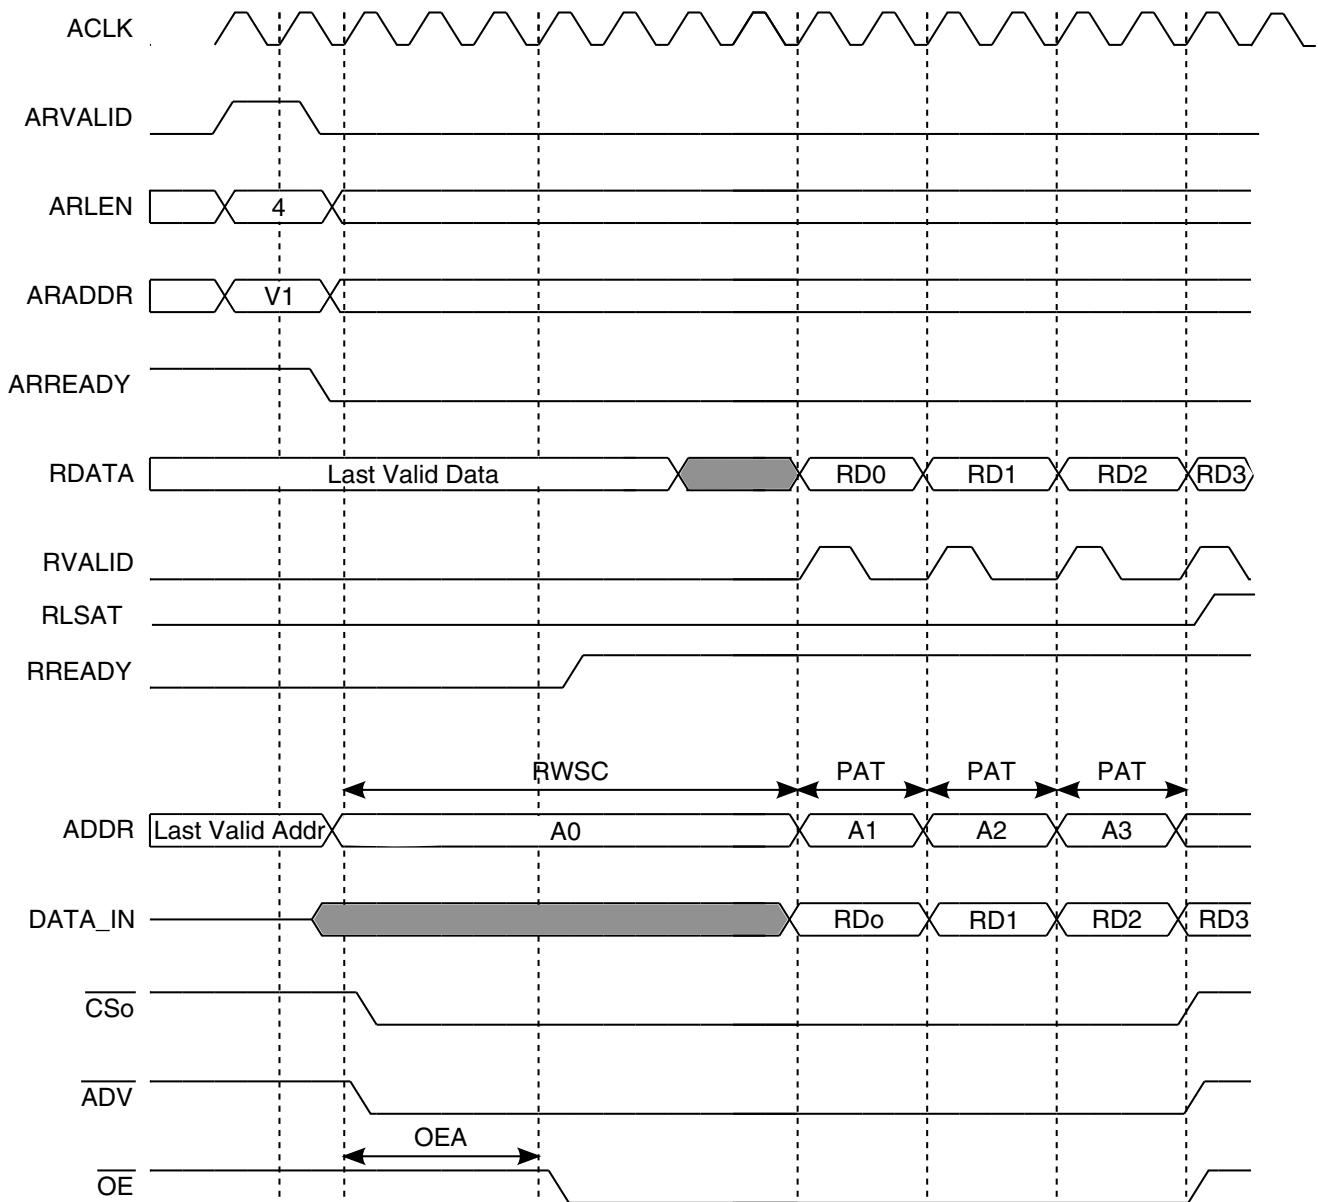 ACLK
ARVALID
ARLEN 4
ARADDR V1
ARREADY
RDATA Last Valid Data RD0 RD1 RD2 RD3
RVALID
RLSAT
RREADY
RWSC PAT PAT PAT
ADDR Last Valid Addr A0 A1 A2 A3
DATA_IN RDo RD1 RD2 RD3
CSo
ADV
OEA
OE